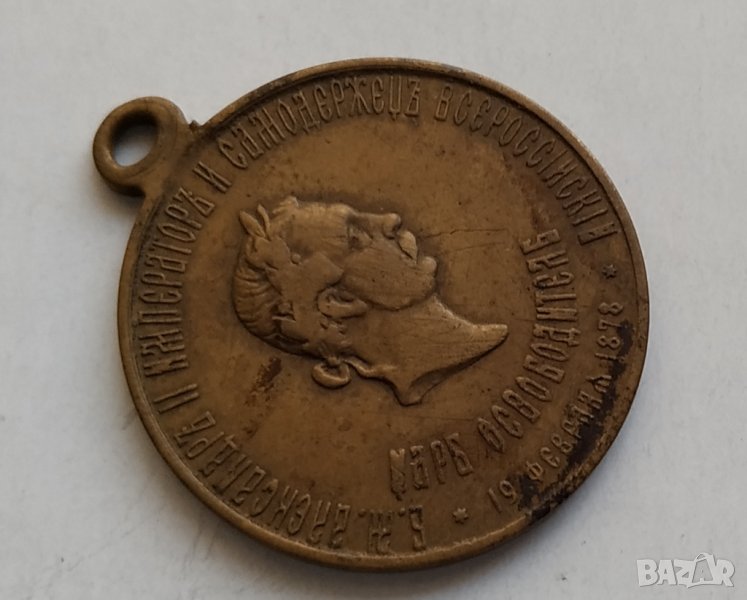 Е. И. В. АЛЕКСАНДРЪ II ИМПЕРАТОРЪ И САМОДЕРЖЕЦЪ ВСЕРОССІЙСКІЙ
ЦАРЬ ОСВОБОДИТЕЛЬ
* 19 ФЕВРАЛЯ 1878 *
BAZAR